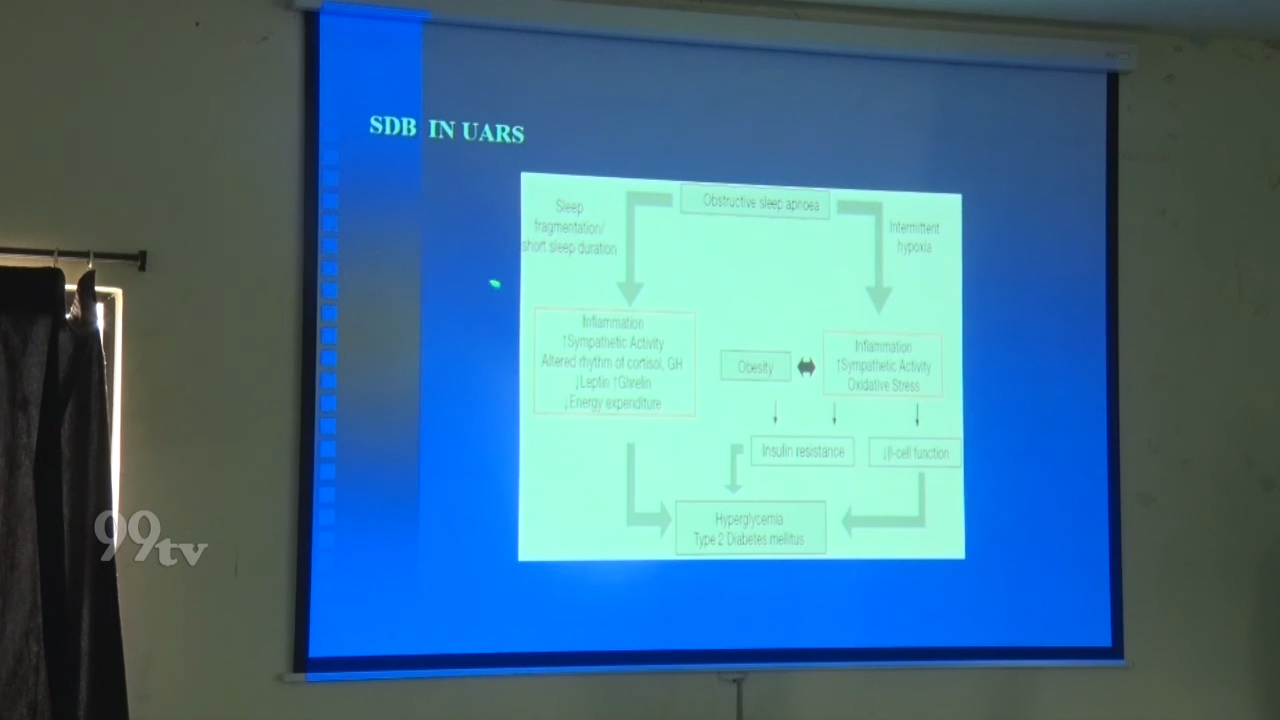 SDB IN UARS
Obstructive sleep apnoea
Sleep
fragmentation/
short sleep duration
Intermittent
hypoxia
Inflammation
↑Sympathetic Activity
Altered rhythm of cortisol, GH
↓Leptin ↑Ghrelin
↓Energy expenditure
Obesity
Inflammation
↑Sympathetic Activity
Oxidative Stress
Insulin resistance
↓β-cell function
Hyperglycemia
Type 2 Diabetes mellitus
99tv